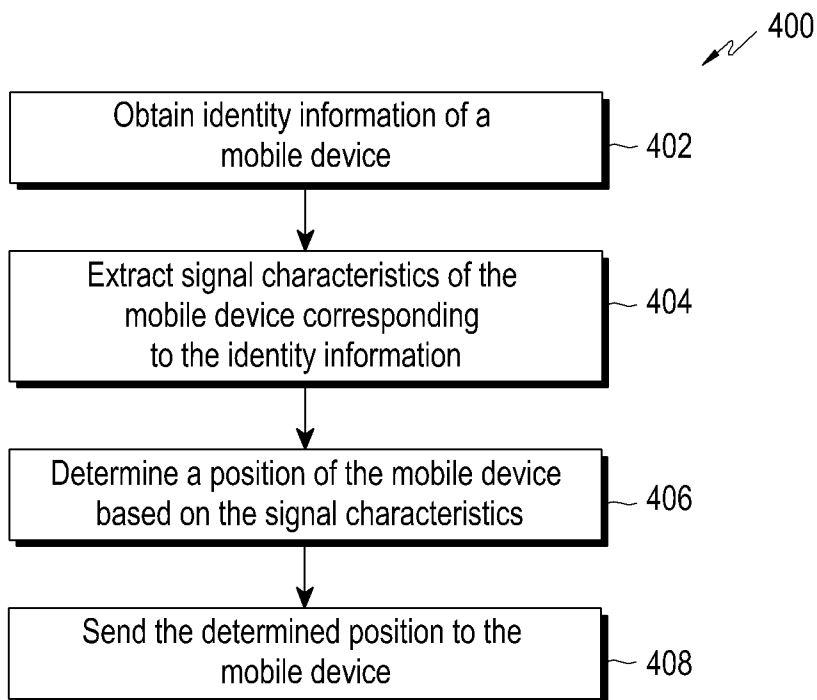 400
Obtain identity information of a
mobile device
402
Extract signal characteristics of the
mobile device corresponding
to the identity information
404
Determine a position of the mobile device
based on the signal characteristics
406
Send the determined position to the
mobile device
408